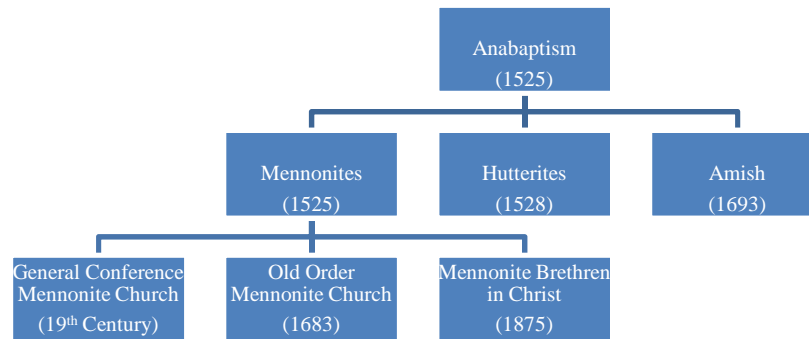 Anabaptism
(1525)
Mennonites
(1525)
Hutterites
(1528)
Amish
(1693)
General Conference
Mennonite Church
(19th Century)
Old Order
Mennonite Church
(1683)
Mennonite Brethren
in Christ
(1875)